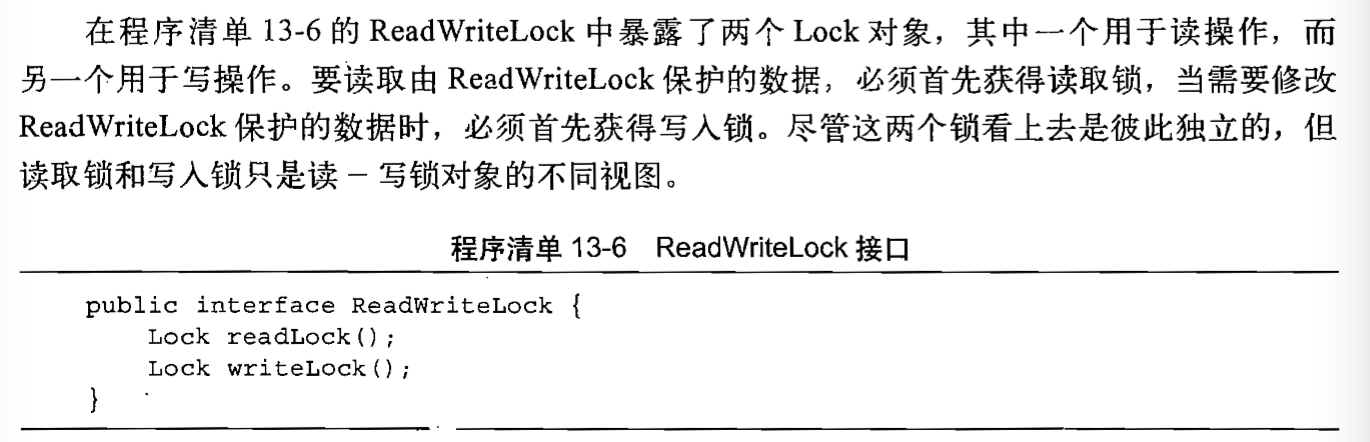 在程序清单 13-6 的 ReadWriteLock 中暴露了两个 Lock 对象，其中一个用于读操作，而
另一个用于写操作。要读取由 ReadWriteLock 保护的数据，必须首先获得读取锁，当需要修改
ReadWriteLock 保护的数据时，必须首先获得写入锁。尽管这两个锁看上去是彼此独立的，但
读取锁和写入锁只是读－写锁对象的不同视图。
程序清单 13-6 ReadWriteLock 接口
public interface ReadWriteLock {
    Lock readLock();
    Lock writeLock();
}